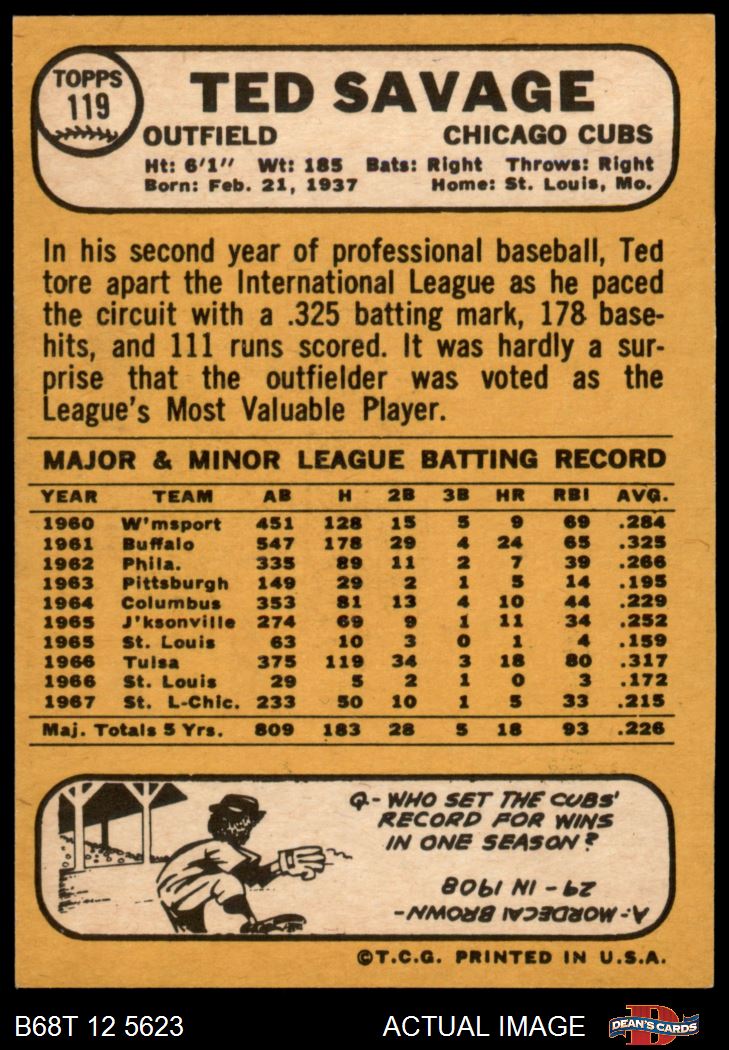 TOPPS
119
TED SAVAGE
OUTFIELD CHICAGO CUBS
Ht: 6'1" Wt: 185 Bats: Right Throws: Right
Born: Feb. 21, 1937 Home: St. Louis, Mo.
In his second year of professional baseball, Ted
tore apart the International League as he paced
the circuit with a .325 batting mark, 178 base-
hits, and 111 runs scored. It was hardly a sur-
prise that the outfielder was voted as the
League's Most Valuable Player.
MAJOR & MINOR LEAGUE BATTING RECORD
YEAR TEAM AB H 2B 3B HR RBI AVG.
1960 W'msport 451 128 15 5 9 69 .284
1961 Buffalo 547 178 29 4 24 65 .325
1962 Phila. 335 89 11 2 7 39 .266
1963 Pittsburgh 149 29 2 1 5 14 .195
1964 Columbus 353 81 13 4 10 44 .229
1965 J'ksonville 274 69 9 1 11 34 .252
1965 St. Louis 63 10 3 0 1 4 .159
1966 Tulsa 375 119 34 3 18 80 .317
1966 St. Louis 29 5 2 1 0 3 .172
1967 St. L-Chic. 233 50 10 1 5 33 .215
Maj. Totals 5 Yrs. 809 183 28 5 18 93 .226
Q- WHO SET THE CUBS'
RECORD FOR WINS
IN ONE SEASON?
A: MORDECAI BROWN-
29 - IN 1908
©T.C.G. PRINTED IN U.S.A.
B68T 12 5623 ACTUAL IMAGE
D
DEAN'S CARDS